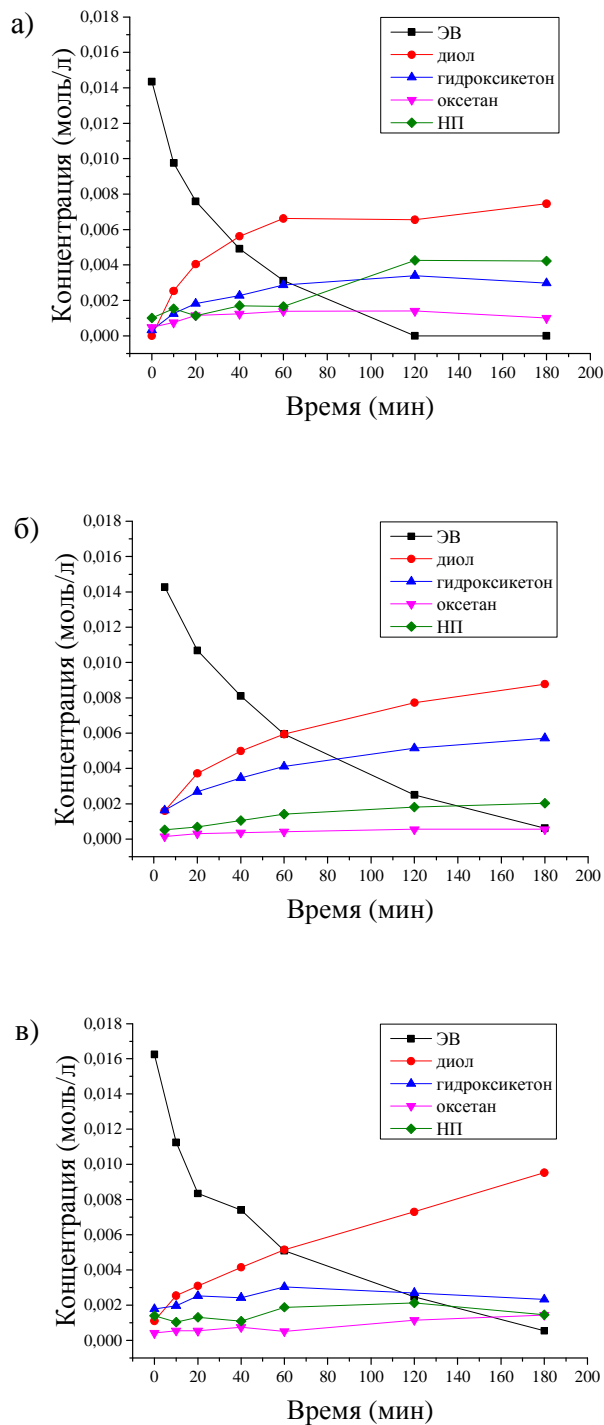 а)
0,018
0,016
0,014
0,012
0,010
0,008
0,006
0,004
0,002
0,000
Концентрация (моль/л)
ЭВ
диол
гидроксикетон
оксетан
НП
0 20 40 60 80 100 120 140 160 180 200
Время (мин)
б)
0,018
0,016
0,014
0,012
0,010
0,008
0,006
0,004
0,002
0,000
Концентрация (моль/л)
ЭВ
диол
гидроксикетон
оксетан
НП
0 20 40 60 80 100 120 140 160 180 200
Время (мин)
в)
0,018
0,016
0,014
0,012
0,010
0,008
0,006
0,004
0,002
0,000
Концентрация (моль/л)
ЭВ
диол
гидроксикетон
оксетан
НП
0 20 40 60 80 100 120 140 160 180 200
Время (мин)